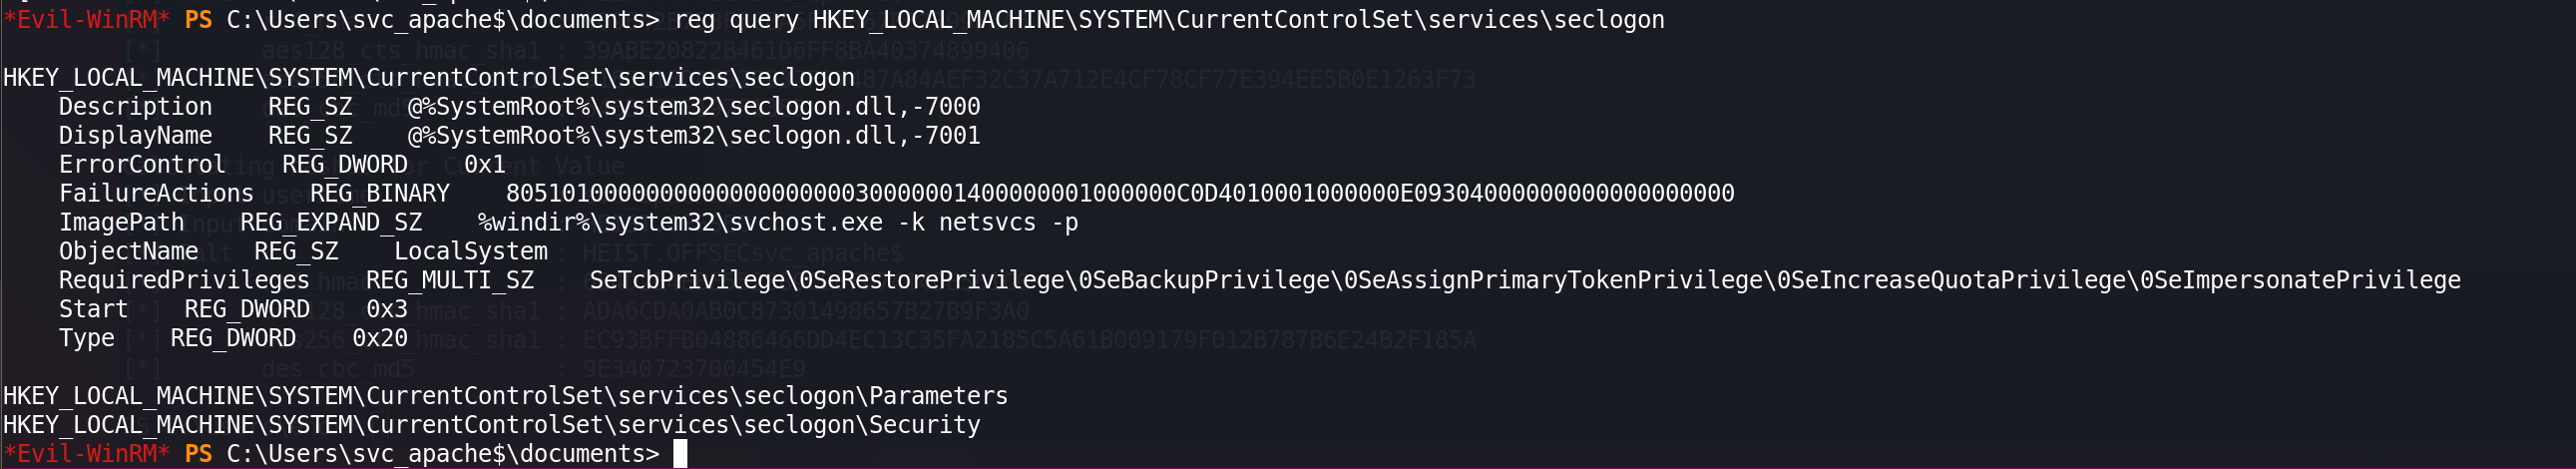 *Evil-WinRM* PS C:\Users\svc_apache$\documents> reg query HKEY_LOCAL_MACHINE\SYSTEM\CurrentControlSet\services\seclogon
HKEY_LOCAL_MACHINE\SYSTEM\CurrentControlSet\services\seclogon
Description    REG_SZ    @%SystemRoot%\system32\seclogon.dll,-7000
DisplayName    REG_SZ    @%SystemRoot%\system32\seclogon.dll,-7001
ErrorControl    REG_DWORD    0x1
FailureActions    REG_BINARY    805101000000000000000000030000001400000001000000C0D4010001000000E09304000000000000000000
ImagePath    REG_EXPAND_SZ    %windir%\system32\svchost.exe -k netsvcs -p
ObjectName    REG_SZ    LocalSystem
RequiredPrivileges    REG_MULTI_SZ    SeTcbPrivilege\0SeRestorePrivilege\0SeBackupPrivilege\0SeAssignPrimaryTokenPrivilege\0SeIncreaseQuotaPrivilege\0SeImpersonatePrivilege
Start    REG_DWORD    0x3
Type    REG_DWORD    0x20
HKEY_LOCAL_MACHINE\SYSTEM\CurrentControlSet\services\seclogon\Parameters
HKEY_LOCAL_MACHINE\SYSTEM\CurrentControlSet\services\seclogon\Security
*Evil-WinRM* PS C:\Users\svc_apache$\documents>